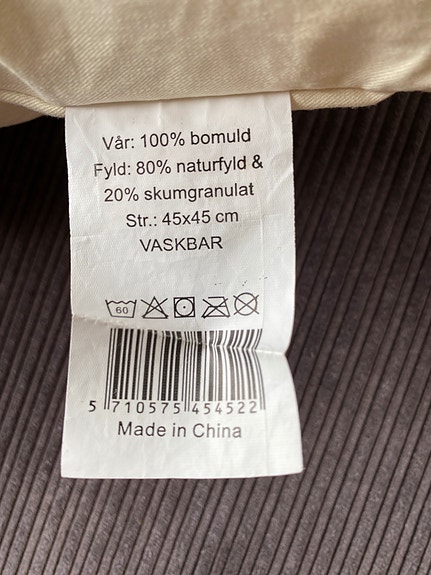 Vår: 100% bomuld
Fyld: 80% naturfyld &
20% skumgranulat
Str.: 45x45 cm
VASKBAR
60
5 710575 454522
Made in China